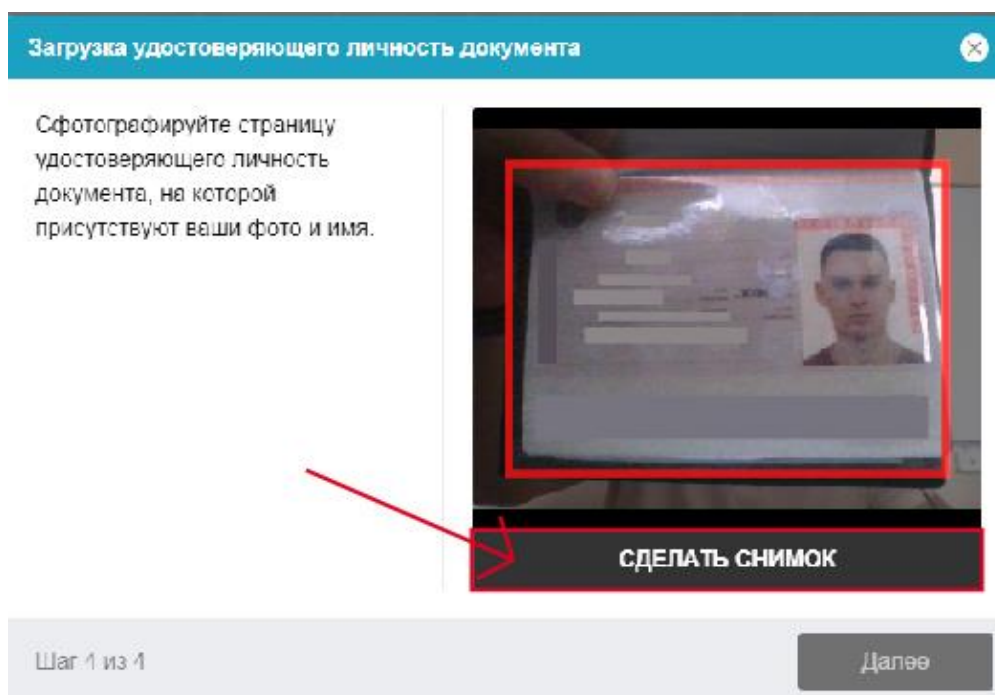 Загрузка удостоверяющего личность документа
Сфотографируйте страницу
удостоверяющего личность
документа, на которой
присутствуют ваши фото и имя.
СДЕЛАТЬ СНИМОК
Шаг 4 из 4
Далее